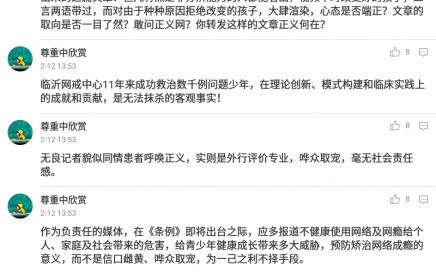 言两语带过，而对由于种种原因拒绝改变的孩子，大肆渲染，心态是否端正？文章的
取向是否一目了然？敢问正义网？你转发这样的文章正义何在？
尊重中欣赏
8
2-12 13:53
临沂网戒中心11年来成功救治数千例问题少年，在理论创新、模式构建和临床实践上
的成就和贡献，是无法抹杀的客观事实！
尊重中欣赏
8
2-12 13:53
无良记者貌似同情患者呼唤正义，实则是外行评价专业，哗众取宠，毫无社会责任
感。
尊重中欣赏
8
2-12 13:53
作为负责任的媒体，在《条例》即将出台之际，应多报道不健康使用网络及网瘾给个
人、家庭及社会带来的危害，给青少年健康成长带来多大威胁，预防矫治网络成瘾的
意义，而不是信口雌黄、哗众取宠，为一己之利不择手段。